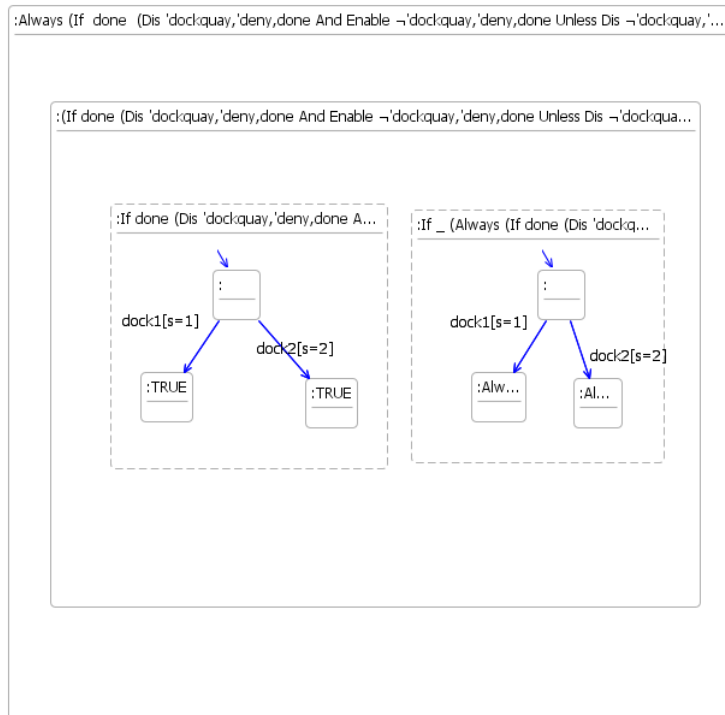 :Always (If done (Dis 'dockquay,'deny,done And Enable ¬'dockquay,'deny,done Unless Dis ¬'dockquay,'...
:(If done (Dis 'dockquay,'deny,done And Enable ¬'dockquay,'deny,done Unless Dis ¬'dockqua...
:If done (Dis 'dockquay,'deny,done A...
:If _ (Always (If done (Dis 'dockq...
:
:
dock1[s=1]
dock1[s=1]
dock2[s=2]
dock2[s=2]
:TRUE
:TRUE
:Alw...
:Al...